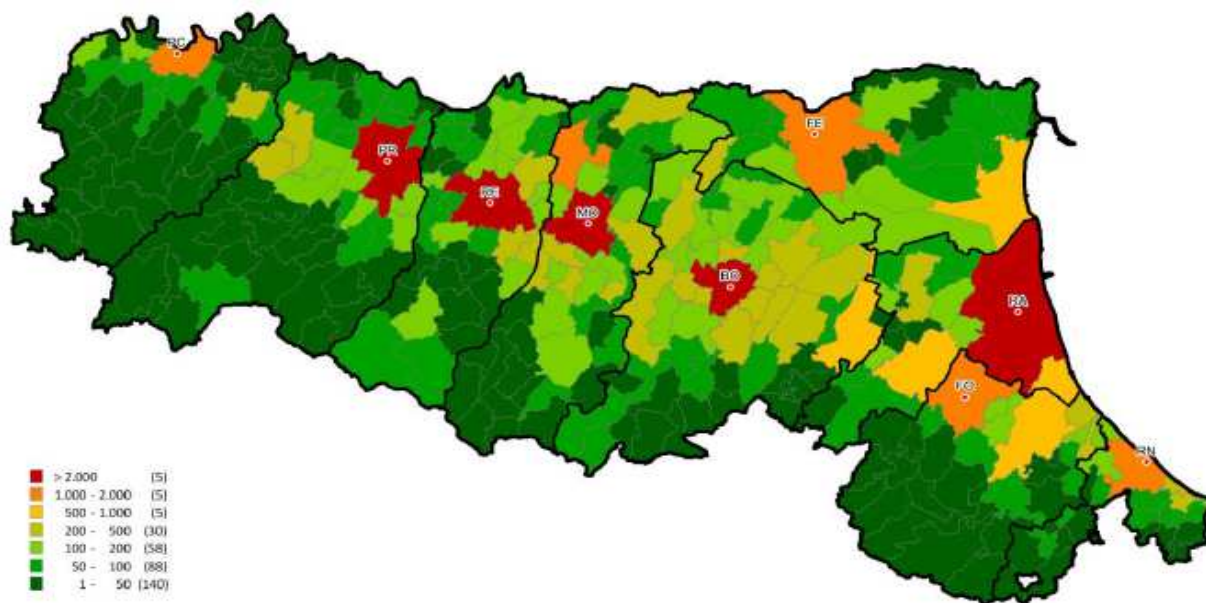 PC
FE
PR
RE
MO
BO
RA
FO
RN
> 2.000 (5)
1.000 - 2.000 (5)
500 - 1.000 (5)
200 - 500 (30)
100 - 200 (58)
50 - 100 (88)
1 - 50 (140)